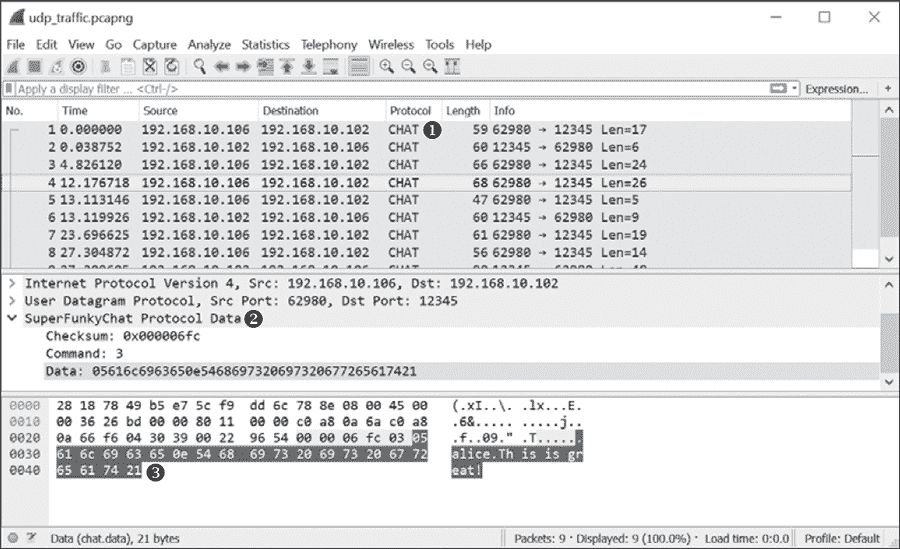 udp_traffic.pcapng
File Edit View Go Capture Analyze Statistics Telephony Wireless Tools Help
Apply a display filter ... <Ctrl-/> Expression... +
No. Time Source Destination Protocol Length Info
1 0.000000 192.168.10.106 192.168.10.102 CHAT 1 59 62980 → 12345 Len=17
2 0.038752 192.168.10.102 192.168.10.106 CHAT 60 12345 → 62980 Len=6
3 4.826120 192.168.10.106 192.168.10.102 CHAT 66 62980 → 12345 Len=24
4 12.176718 192.168.10.106 192.168.10.102 CHAT 68 62980 → 12345 Len=26
5 13.113146 192.168.10.106 192.168.10.102 CHAT 47 62980 → 12345 Len=5
6 13.119926 192.168.10.102 192.168.10.106 CHAT 60 12345 → 62980 Len=9
7 23.696625 192.168.10.106 192.168.10.102 CHAT 61 62980 → 12345 Len=19
8 27.304872 192.168.10.106 192.168.10.102 CHAT 56 62980 → 12345 Len=14
Internet Protocol Version 4, Src: 192.168.10.106, Dst: 192.168.10.102
User Datagram Protocol, Src Port: 62980, Dst Port: 12345
SuperFunkyChat Protocol Data 2
Checksum: 0x000006fc
Command: 3
Data: 05616c6963650e5468697320697320677265617421
0000 28 18 78 49 b5 e7 5c f9 dd 6c 78 8e 08 00 45 00 (.xI..\. .lx...E.
0010 00 36 26 bd 00 00 80 11 00 00 c0 a8 0a 6a c0 a8 .6&..... .....j..
0020 0a 66 f6 04 30 39 00 22 96 54 00 00 06 fc 03 05 .f..09." .T......
0030 61 6c 69 63 65 0e 54 68 69 73 20 69 73 20 67 72 alice.Th is is gr
0040 65 61 74 21 3 eat!
Data (chat.data), 21 bytes Packets: 9 · Displayed: 9 (100.0%) · Load time: 0:0.0 Profile: Default